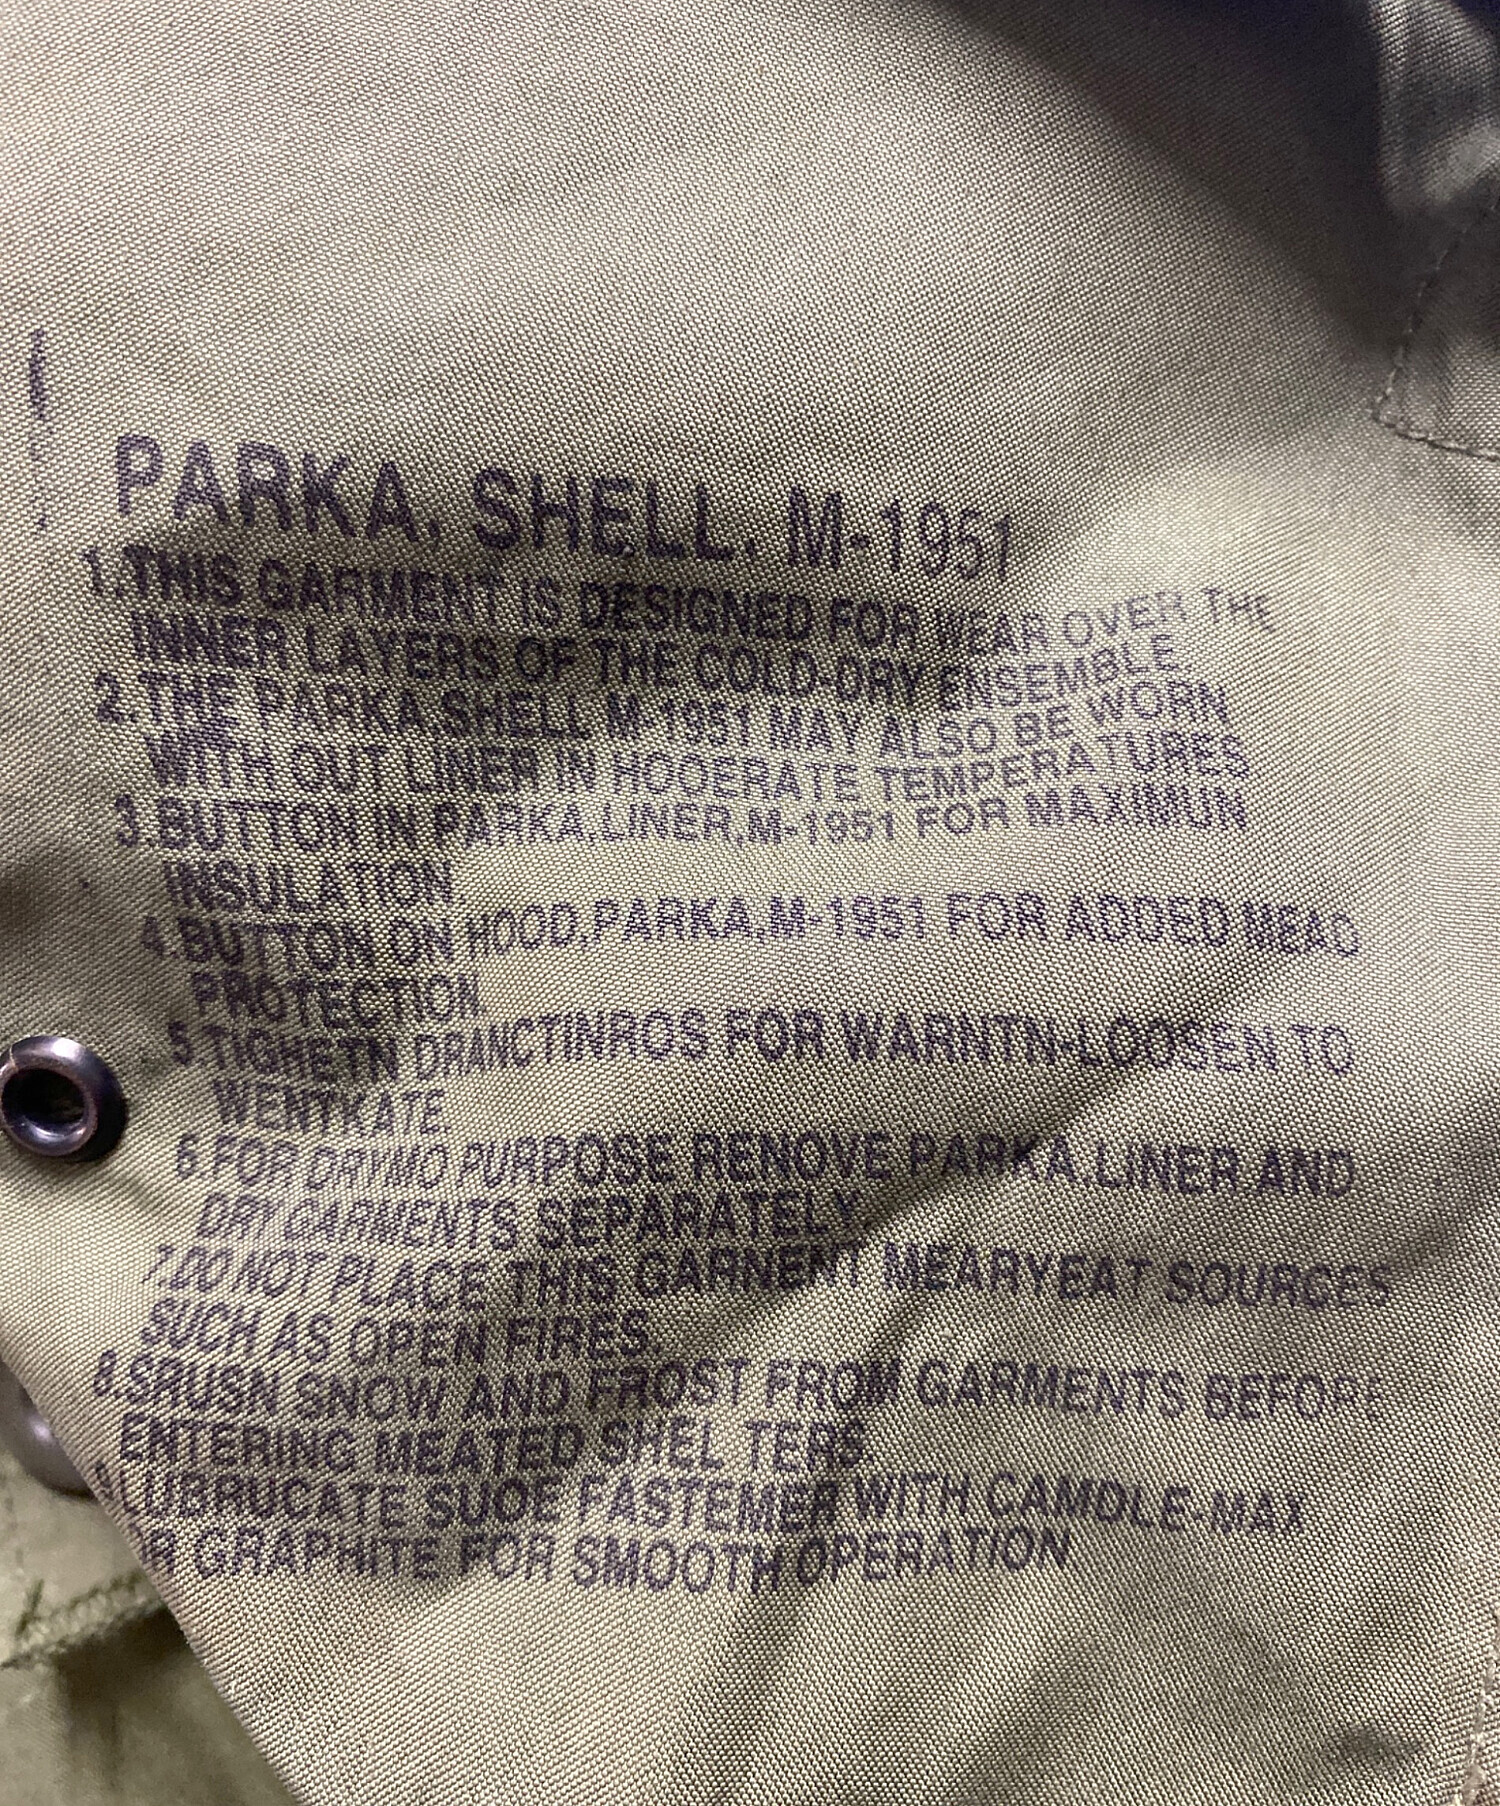 PARKA. SHELL. M-1951
1.THIS GARMENT IS DESIGNED FOR WEAR OVER THE
INNER LAYERS OF THE COLD-DRY ENSEMBLE
2.THE PARKA.SHELL M-1951 MAY ALSO BE WORN
WITH OUT LINER IN HOOERATE TEMPERATURES
3.BUTTON IN PARKA,LINER,M-1951 FOR MAXIMUN
INSULATION
4.BUTTON ON HOOD,PARKA,M-1951 FOR ADDED MEAD
PROTECTION
5.TIGHETN DRANCTINROS FOR WARNTN-LOOSEN TO
WENTKATE
6.FOR DRYMO PURPOSE RENOVE PARKA.LINER AND
DRY GARMENTS SEPARATELY.
7.DO NOT PLACE THIS GARNENT MEARYEAT SOURCES
SUCH AS OPEN FIRES
8.SRUSN SNOW AND FROST FROM GARMENTS BEFORE
ENTERING MEATED SHEL TERS
9.LUBRUCATE SUOE FASTEMER WITH CAMDLE-MAX
OR GRAPHITE FOR SMOOTH OPERATION